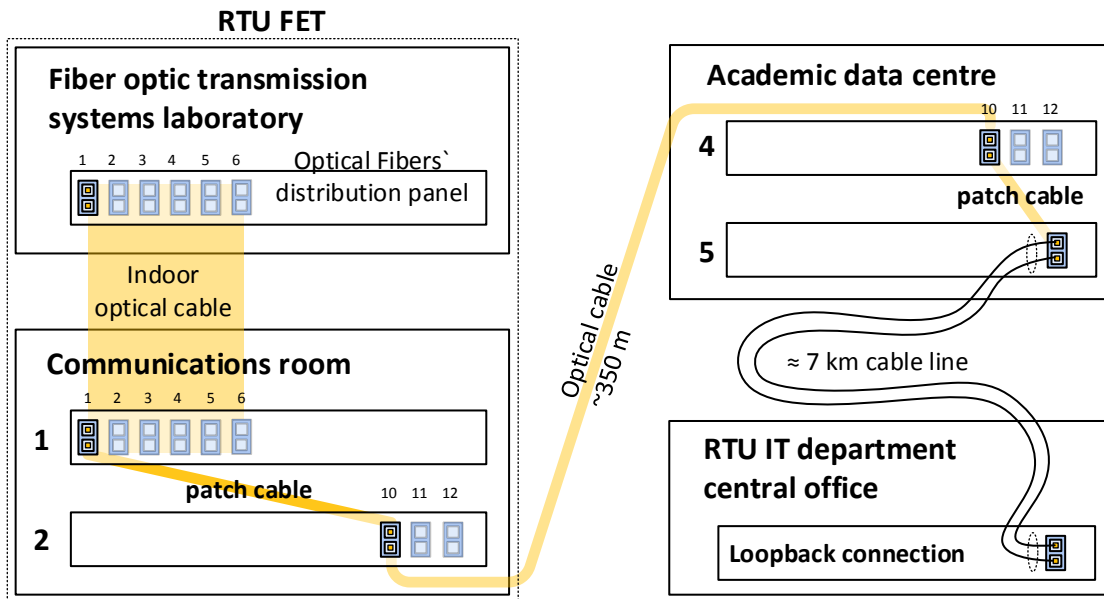 RTU FET
Fiber optic transmission
systems laboratory
1 2 3 4 5 6
Optical Fibers`
distribution panel
Indoor
optical cable
Communications room
1 2 3 4 5 6
1
patch cable
10 11 12
2
Optical cable
~350 m
Academic data centre
10 11 12
4
patch cable
5
≈ 7 km cable line
RTU IT department
central office
Loopback connection